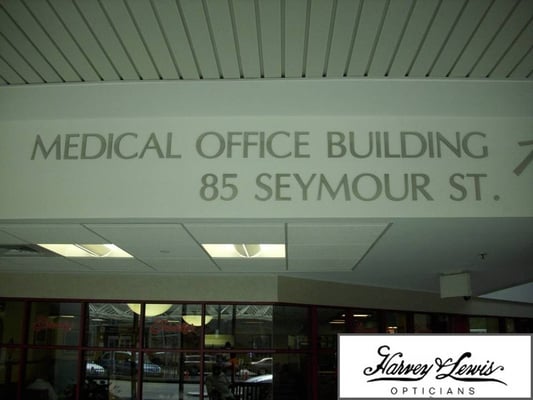 MEDICAL OFFICE BUILDING
85 SEYMOUR ST.
Harvey & Lewis
OPTICIANS